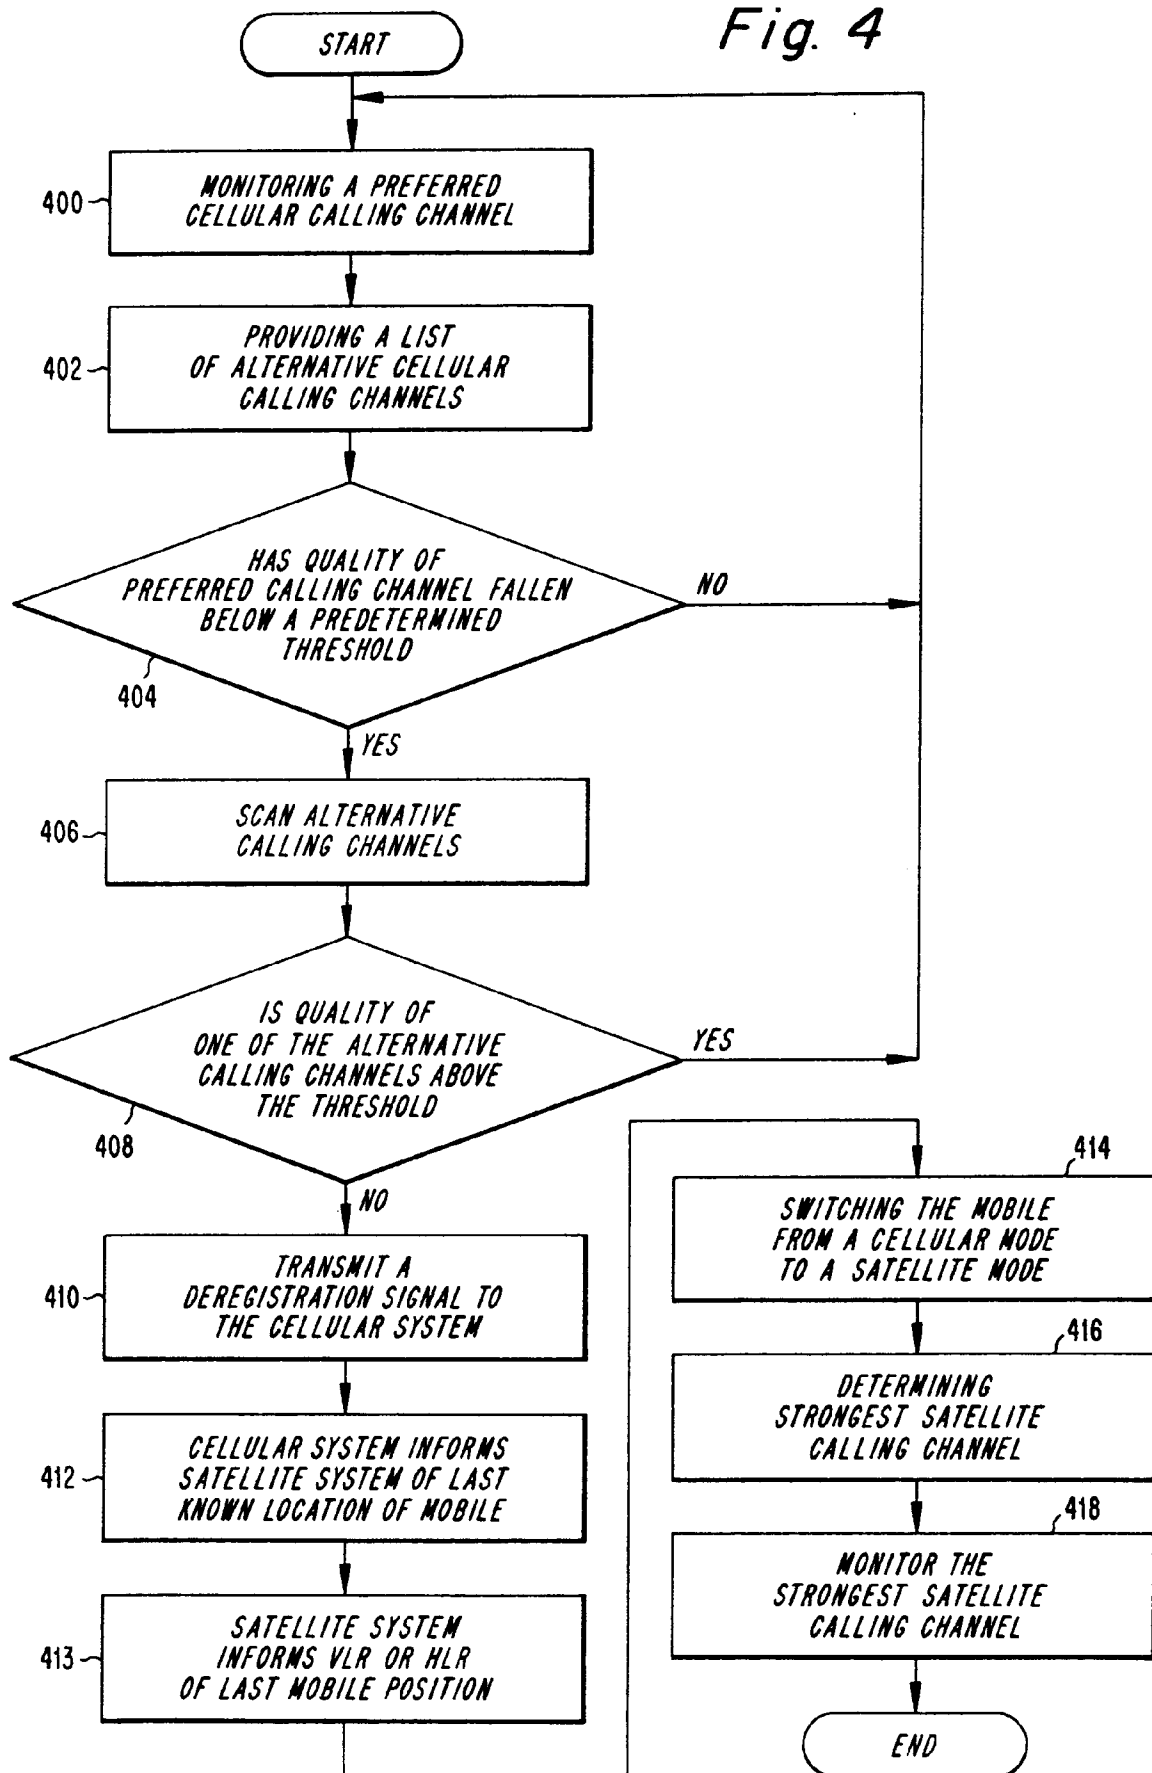 Fig. 4
START
400
MONITORING A PREFERRED
CELLULAR CALLING CHANNEL
402
PROVIDING A LIST
OF ALTERNATIVE CELLULAR
CALLING CHANNELS
HAS QUALITY OF
PREFERRED CALLING CHANNEL FALLEN
BELOW A PREDETERMINED
THRESHOLD
NO
404
YES
406
SCAN ALTERNATIVE
CALLING CHANNELS
IS QUALITY OF
ONE OF THE ALTERNATIVE
CALLING CHANNELS ABOVE
THE THRESHOLD
YES
408
NO
410
TRANSMIT A
DEREGISTRATION SIGNAL TO
THE CELLULAR SYSTEM
412
CELLULAR SYSTEM INFORMS
SATELLITE SYSTEM OF LAST
KNOWN LOCATION OF MOBILE
413
SATELLITE SYSTEM
INFORMS VLR OR HLR
OF LAST MOBILE POSITION
414
SWITCHING THE MOBILE
FROM A CELLULAR MODE
TO A SATELLITE MODE
416
DETERMINING
STRONGEST SATELLITE
CALLING CHANNEL
418
MONITOR THE
STRONGEST SATELLITE
CALLING CHANNEL
END